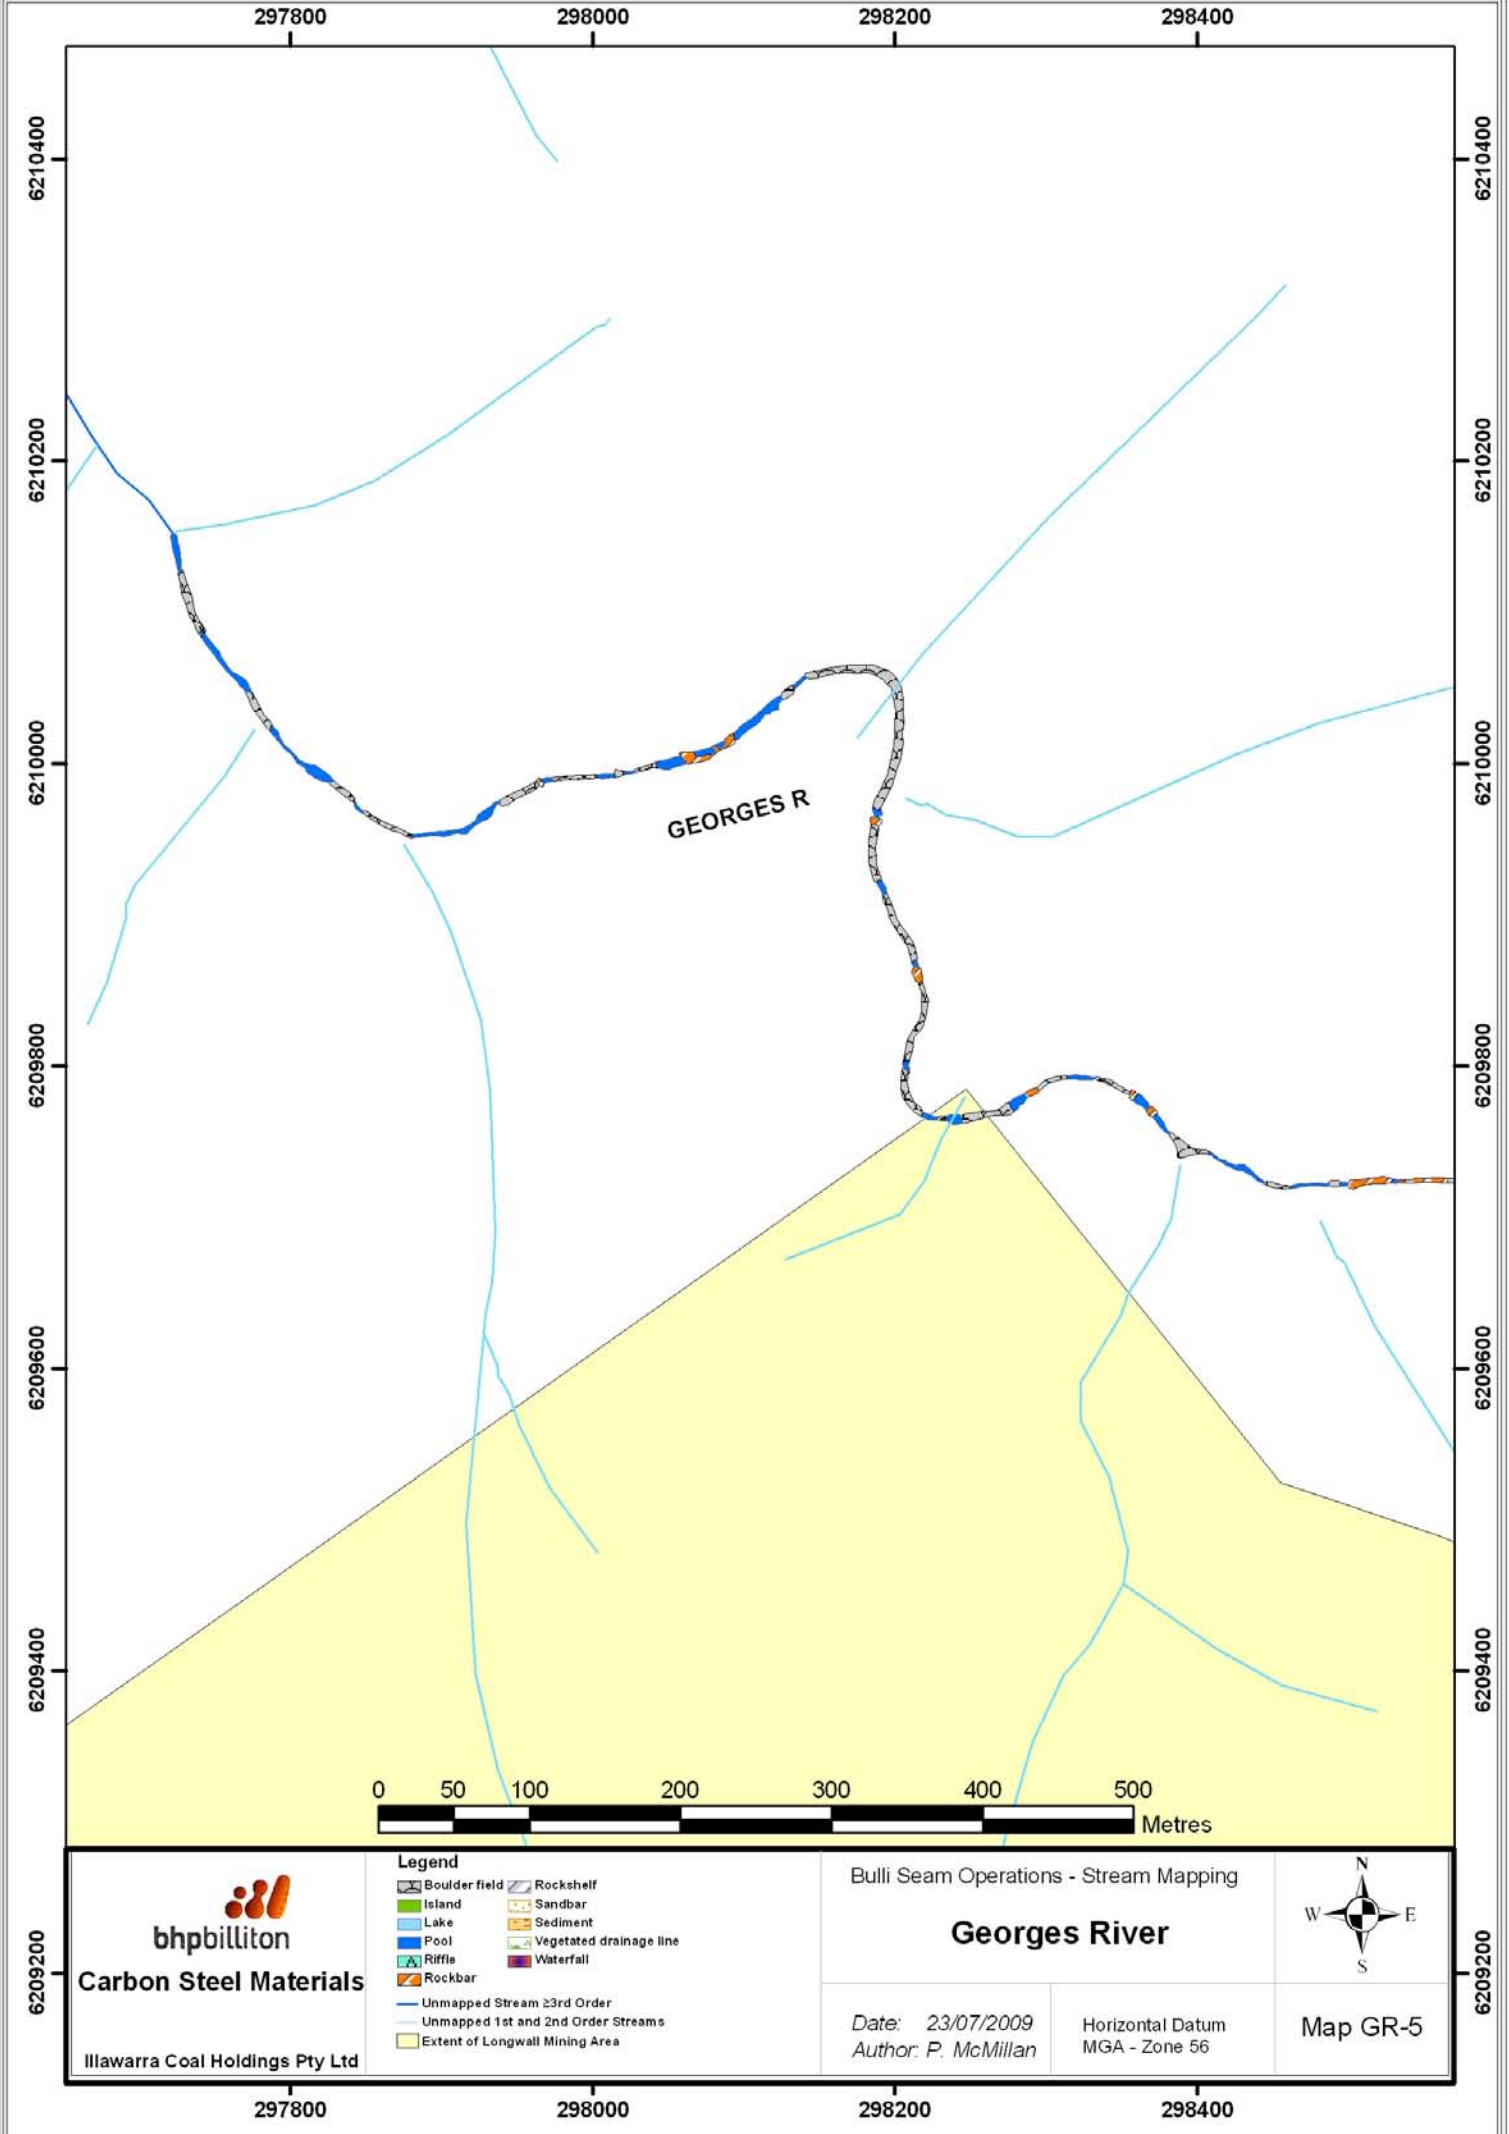 297800 298000 298200 298400
6210400 6210400
6210200 6210200
6210000 6210000
GEORGES R
6209800 6209800
6209600 6209600
6209400 6209400
0 50 100 200 300 400 500
Metres
bhpbilliton
Carbon Steel Materials
Illawarra Coal Holdings Pty Ltd
Legend
Boulder field Rockshelf
Island Sandbar
Lake Sediment
Pool Vegetated drainage line
Riffle Waterfall
Rockbar
Unmapped Stream ≥3rd Order
Unmapped 1st and 2nd Order Streams
Extent of Longwall Mining Area
Bulli Seam Operations - Stream Mapping
Georges River
Date: 23/07/2009
Author: P. McMillan
Horizontal Datum
MGA - Zone 56
N
W E
S
Map GR-5
6209200 6209200
297800 298000 298200 298400